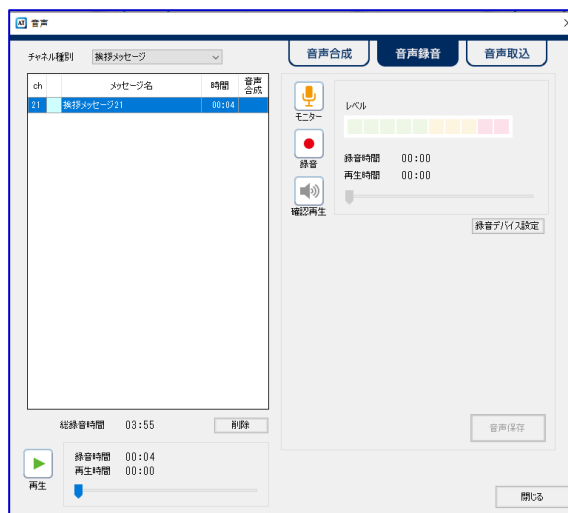 AI 音声
チャネル種別 挨拶メッセージ
ch メッセージ名 時間 音声合成
21 挨拶メッセージ21 00:04
総録音時間 03:55 削除
再生
録音時間 00:04
再生時間 00:00
音声合成 音声録音 音声取込
モニター
録音
確認再生
レベル
録音時間 00:00
再生時間 00:00
録音デバイス設定
音声保存
閉じる